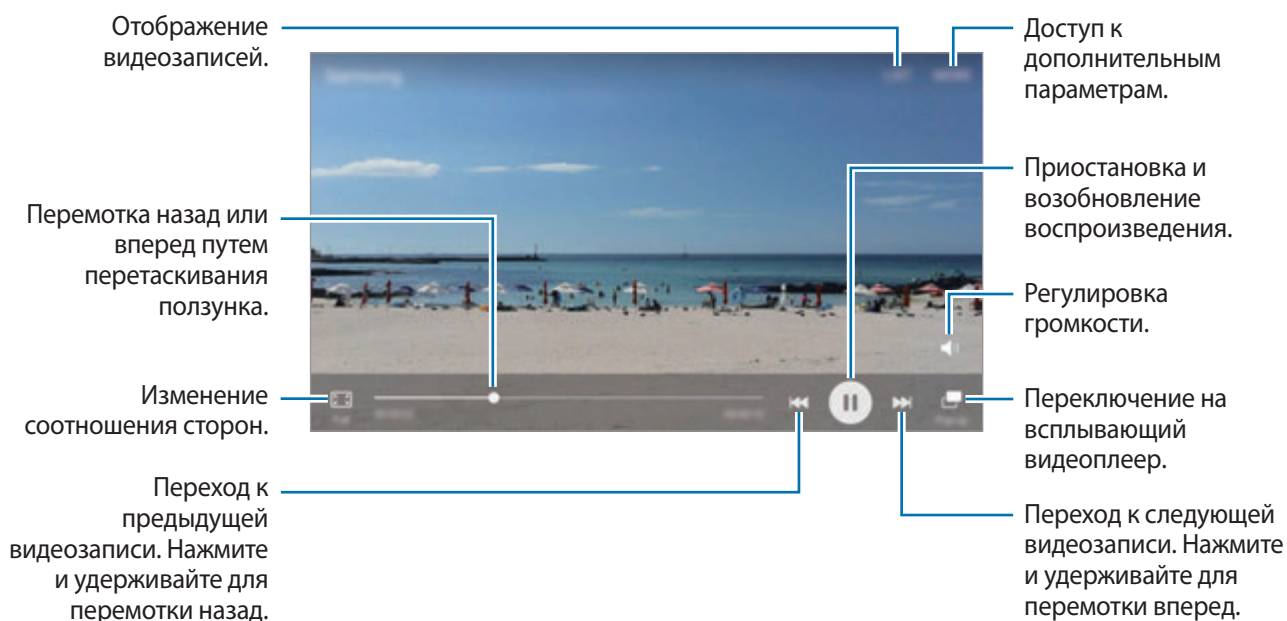 Отображение
видеозаписей.
Перемотка назад или
вперед путем
перетаскивания
ползунка.
Изменение
соотношения сторон.
Переход к
предыдущей
видеозаписи. Нажмите
и удерживайте для
перемотки назад.
Samsung
Доступ к
дополнительным
параметрам.
Приостановка и
возобновление
воспроизведения.
Регулировка
громкости.
Переключение на
всплывающий
видеоплеер.
Переход к следующей
видеозаписи. Нажмите
и удерживайте для
перемотки вперед.